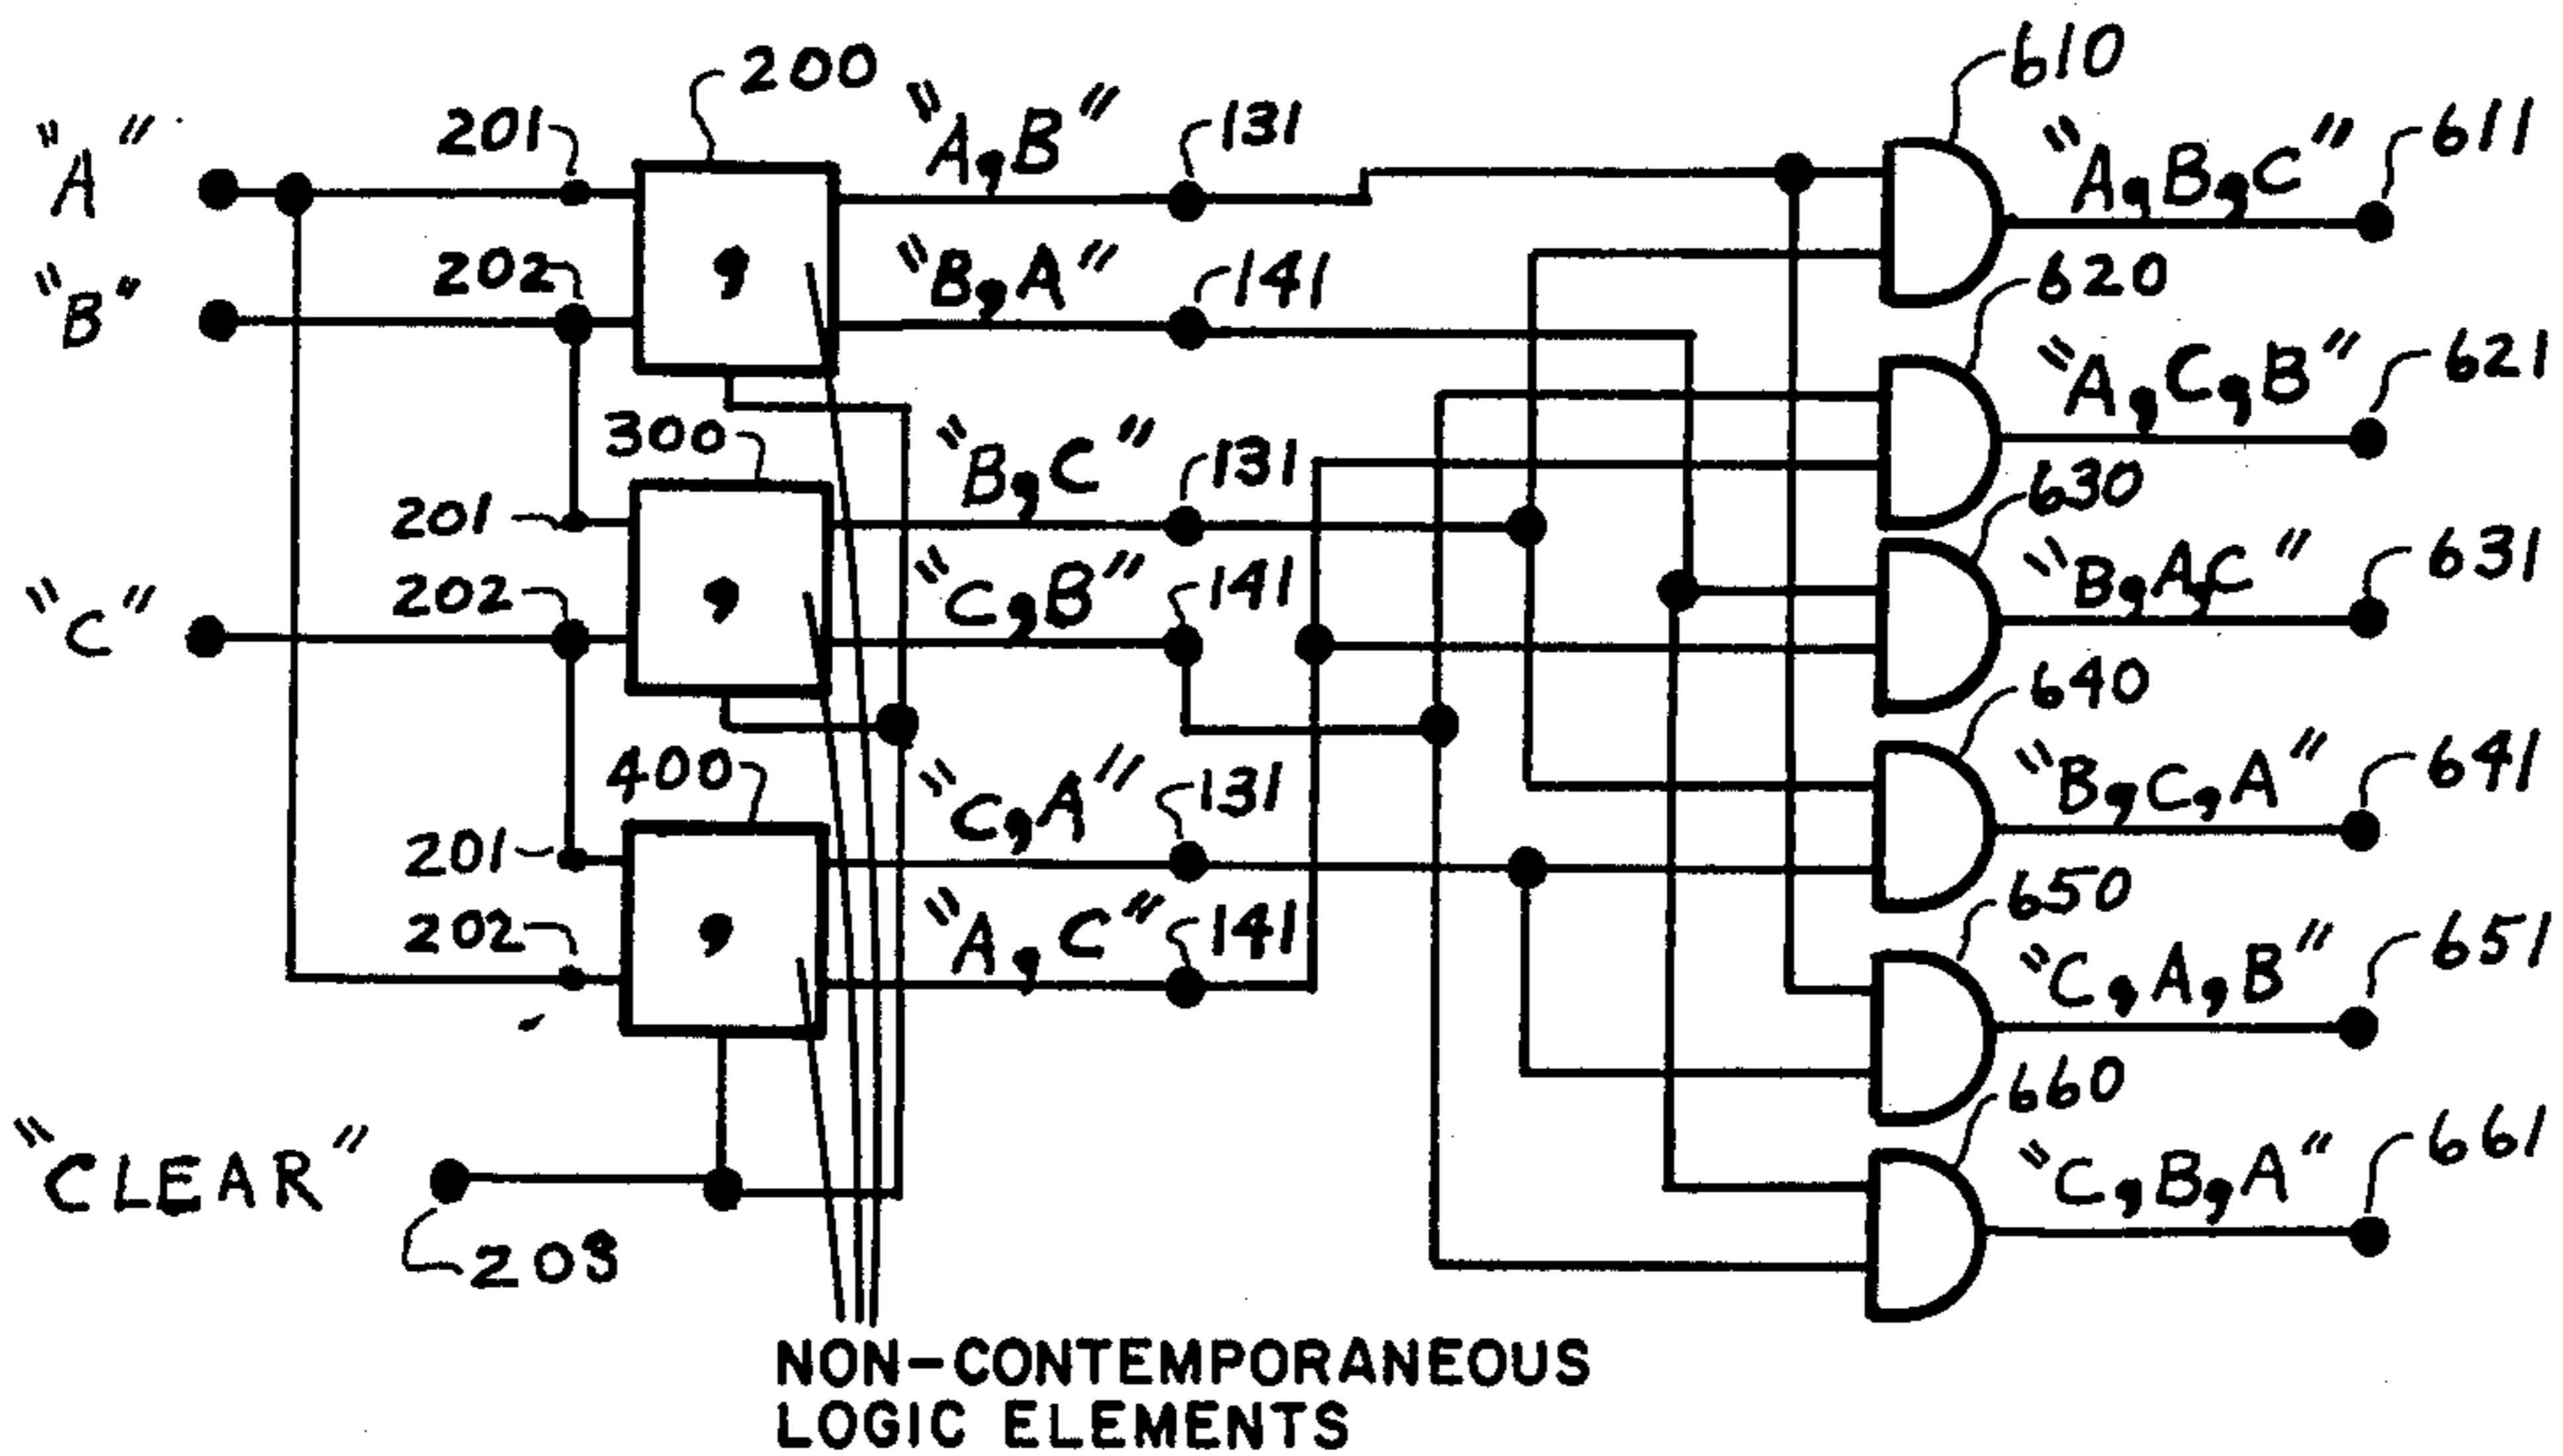 200
610
"A"
201
"A,B"
131
"A,B,C"
611
"B"
202
,
"B,A"
141
620
"A,C,B"
621
300
"B,C"
131
630
201
202
,
"C,B"
141
"B,A,C"
631
"C"
640
400
"C,A"
131
"B,C,A"
641
201
202
,
"A,C"
141
650
"C,A,B"
651
660
"CLEAR"
203
"C,B,A"
661
NON-CONTEMPORANEOUS
LOGIC ELEMENTS